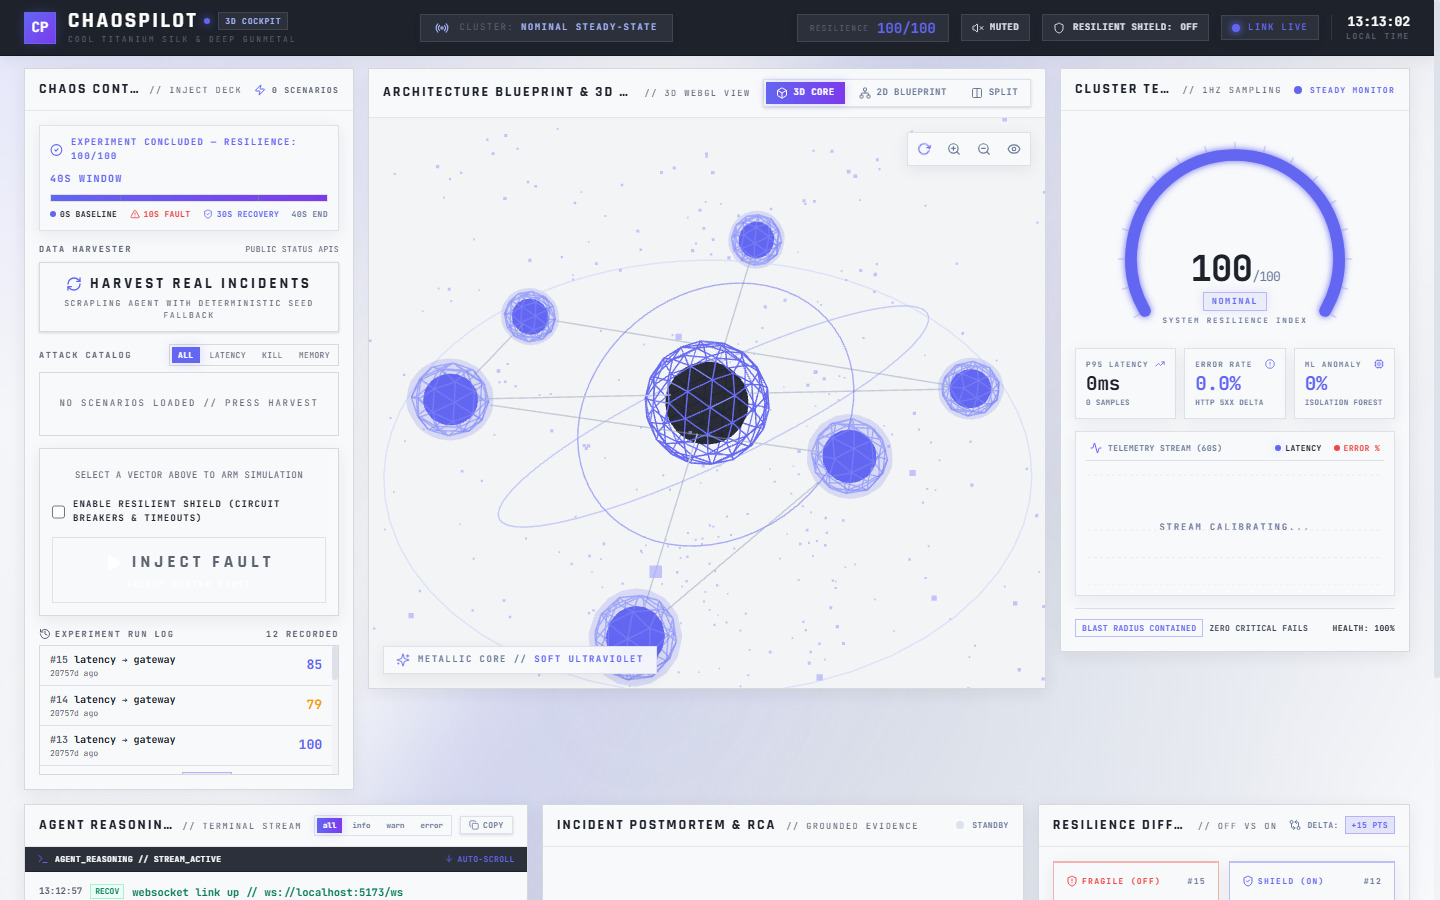 CP CHAOSPILOT 3D COCKPIT
COOL TITANIUM SILK & DEEP GUNMETAL
CLUSTER: NOMINAL STEADY-STATE
RESILIENCE 100/100
MUTED
RESILIENT SHIELD: OFF
LINK LIVE
13:13:02
LOCAL TIME
CHAOS CONT... // INJECT DECK 0 SCENARIOS
EXPERIMENT CONCLUDED — RESILIENCE:
100/100
40S WINDOW
0S BASELINE 10S FAULT 30S RECOVERY 40S END
DATA HARVESTER PUBLIC STATUS APIS
HARVEST REAL INCIDENTS
SCRAPLING AGENT WITH DETERMINISTIC SEED
FALLBACK
ATTACK CATALOG ALL LATENCY KILL MEMORY
NO SCENARIOS LOADED // PRESS HARVEST
SELECT A VECTOR ABOVE TO ARM SIMULATION
ENABLE RESILIENT SHIELD (CIRCUIT
BREAKERS & TIMEOUTS)
INJECT FAULT
EXPERIMENT RUN LOG 12 RECORDED
#15 latency → gateway 85
20757d ago
#14 latency → gateway 79
20757d ago
#13 latency → gateway 100
20757d ago
ARCHITECTURE BLUEPRINT & 3D ... // 3D WEBGL VIEW 3D CORE 2D BLUEPRINT SPLIT
METALLIC CORE // SOFT ULTRAVIOLET
CLUSTER TE... // 1HZ SAMPLING STEADY MONITOR
100/100
NOMINAL
SYSTEM RESILIENCE INDEX
P95 LATENCY
0ms
0 SAMPLES
ERROR RATE
0.0%
HTTP 5XX DELTA
ML ANOMALY
0%
ISOLATION FOREST
TELEMETRY STREAM (60S) LATENCY ERROR %
STREAM CALIBRATING...
BLAST RADIUS CONTAINED ZERO CRITICAL FAILS HEALTH: 100%
AGENT REASONIN... // TERMINAL STREAM all info warn error COPY
AGENT_REASONING // STREAM_ACTIVE AUTO-SCROLL
13:12:57 RECOV websocket link up // ws://localhost:5173/ws
INCIDENT POSTMORTEM & RCA // GROUNDED EVIDENCE STANDBY
RESILIENCE DIFF... // OFF VS ON DELTA: +15 PTS
FRAGILE (OFF) #15
SHIELD (ON) #12